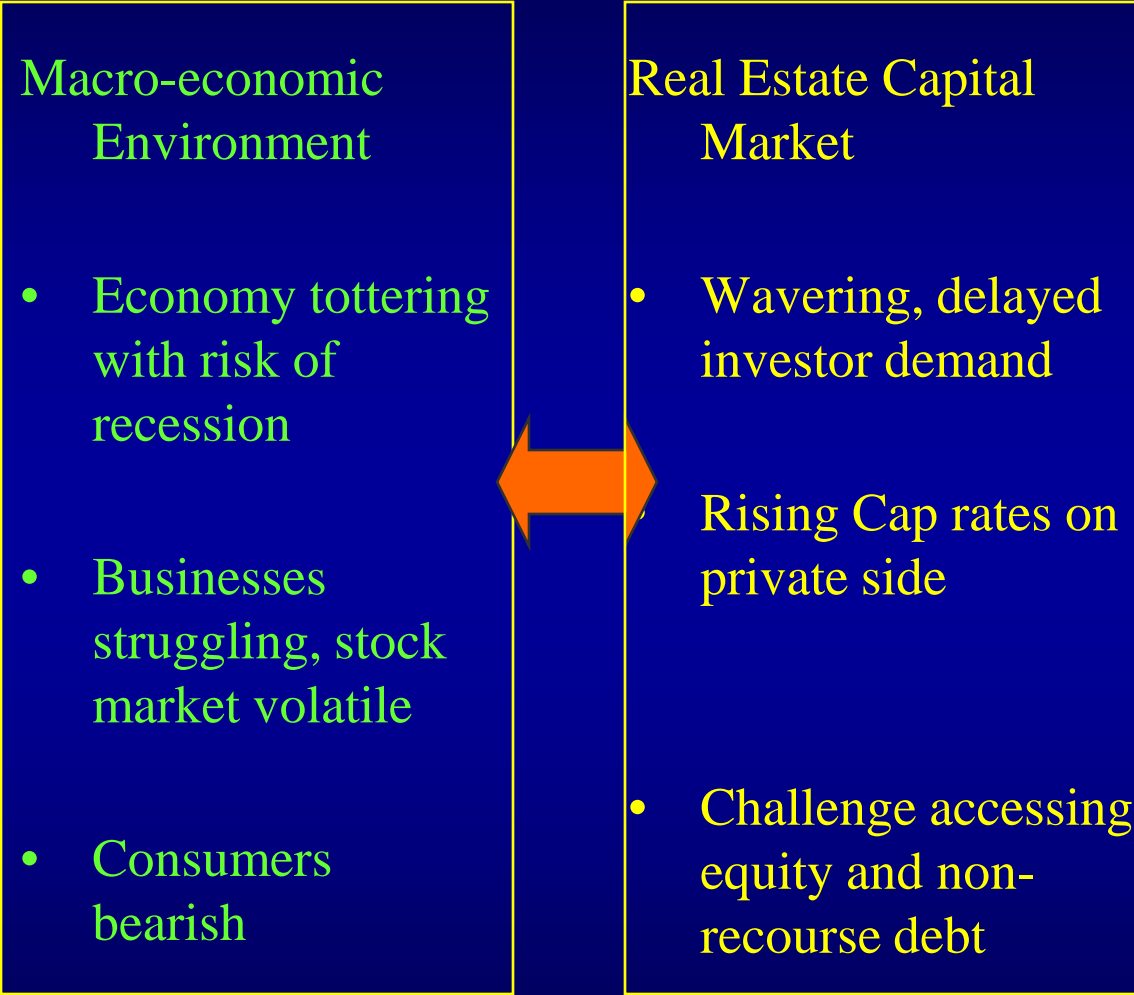 Macro-economic
Environment
• Economy tottering
with risk of
recession
• Businesses
struggling, stock
market volatile
• Consumers
bearish
Real Estate Capital
Market
• Wavering, delayed
investor demand
• Rising Cap rates on
private side
• Challenge accessing
equity and non-
recourse debt